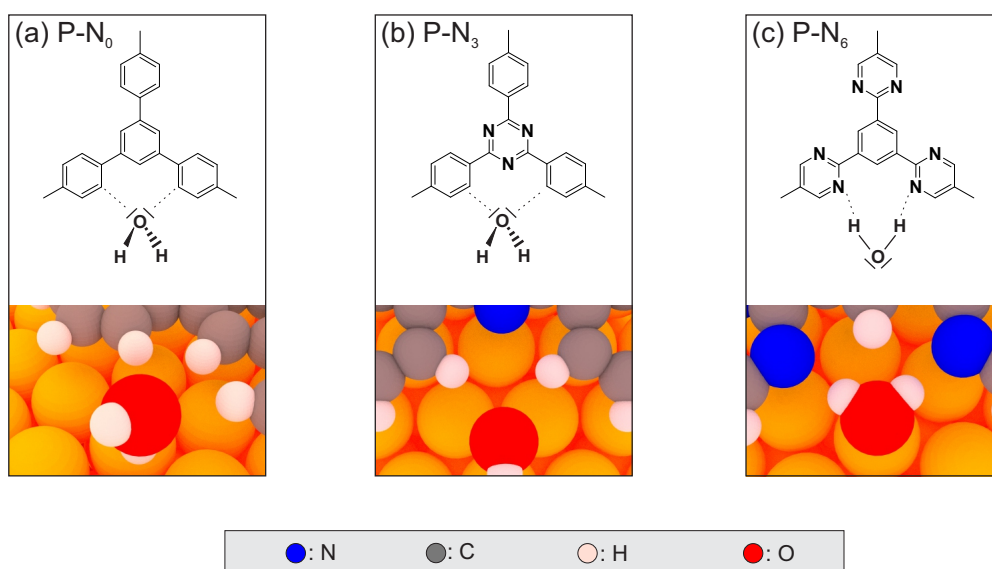 (a) P-N₀
(b) P-N₃
(c) P-N₆
O
H H
N N
N
O
H H
N N
N N
N N
H H
O
: N : C : H : O